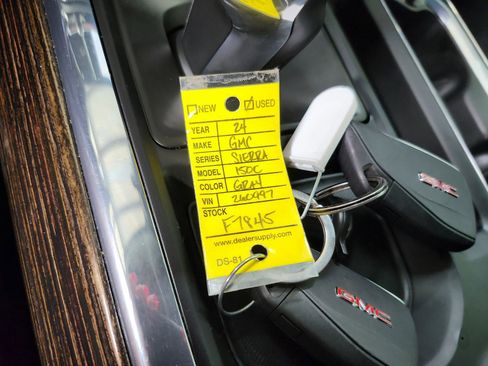 ☐ NEW ☑ USED
YEAR 24
MAKE GMC
SERIES SIERRA
MODEL 150C
COLOR GRAY
VIN 260997
STOCK F7845
www.dealersupply.com
DS-81
GMC
GMC